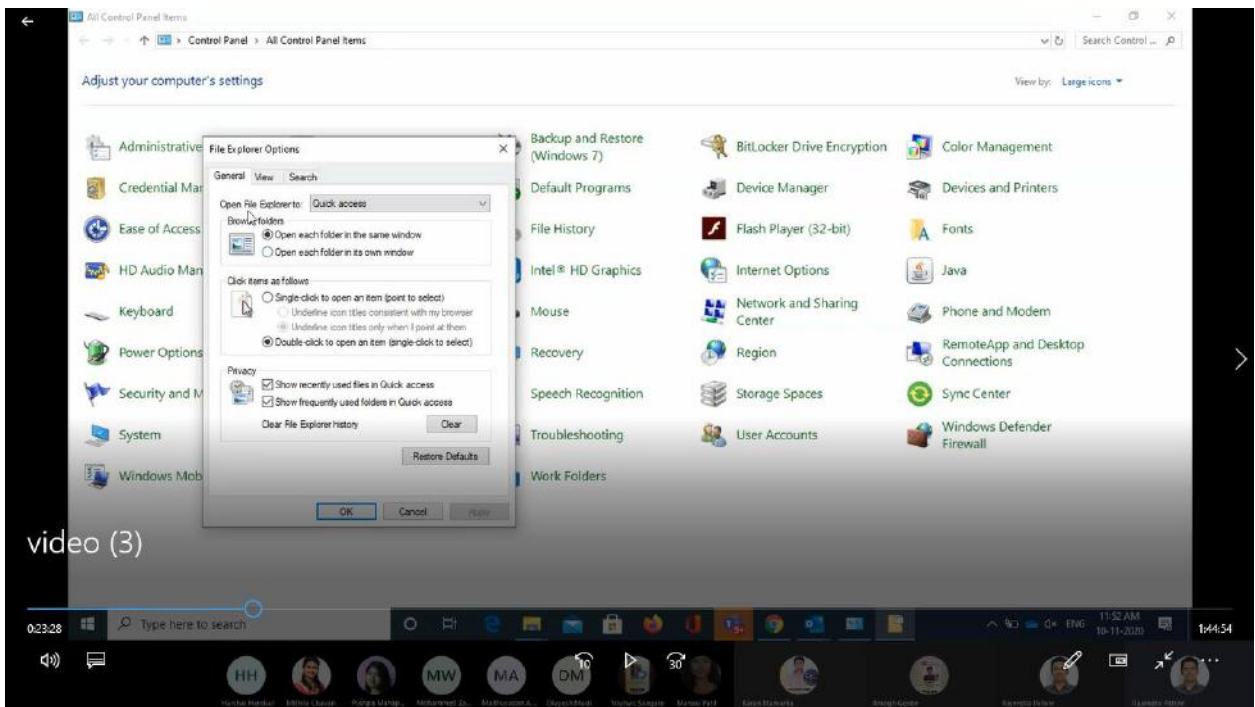 All Control Panel Items
Control Panel > All Control Panel Items
Search Control ...
Adjust your computer's settings
View by: Large icons
Administrative
Backup and Restore
(Windows 7)
BitLocker Drive Encryption
Color Management
File Explorer Options
General View Search
Credential Mar
Default Programs
Device Manager
Devices and Printers
Open File Explorer to: Quick access
Browse folders
Open each folder in the same window
Open each folder in its own window
Ease of Access
File History
Flash Player (32-bit)
Fonts
HD Audio Man
Intel® HD Graphics
Internet Options
Java
Click items as follows
Single-click to open an item (point to select)
Underline icon titles consistent with my browser
Underline icon titles only when I point at them
Double-click to open an item (single-click to select)
Keyboard
Mouse
Network and Sharing
Center
Phone and Modem
Power Options
Recovery
Region
RemoteApp and Desktop
Connections
Privacy
Show recently used files in Quick access
Show frequently used folders in Quick access
Clear File Explorer history Clear
Restore Defaults
Security and M
Speech Recognition
Storage Spaces
Sync Center
System
Troubleshooting
User Accounts
Windows Defender
Firewall
Windows Mob
Work Folders
OK Cancel Apply
video (3)
0:23:28
Type here to search
ENG
11:52 AM
10-11-2020
1:44:54
10
30
HH
MW
MA
DM
Harshal
Chavan
Mohammed
Manasi Patil